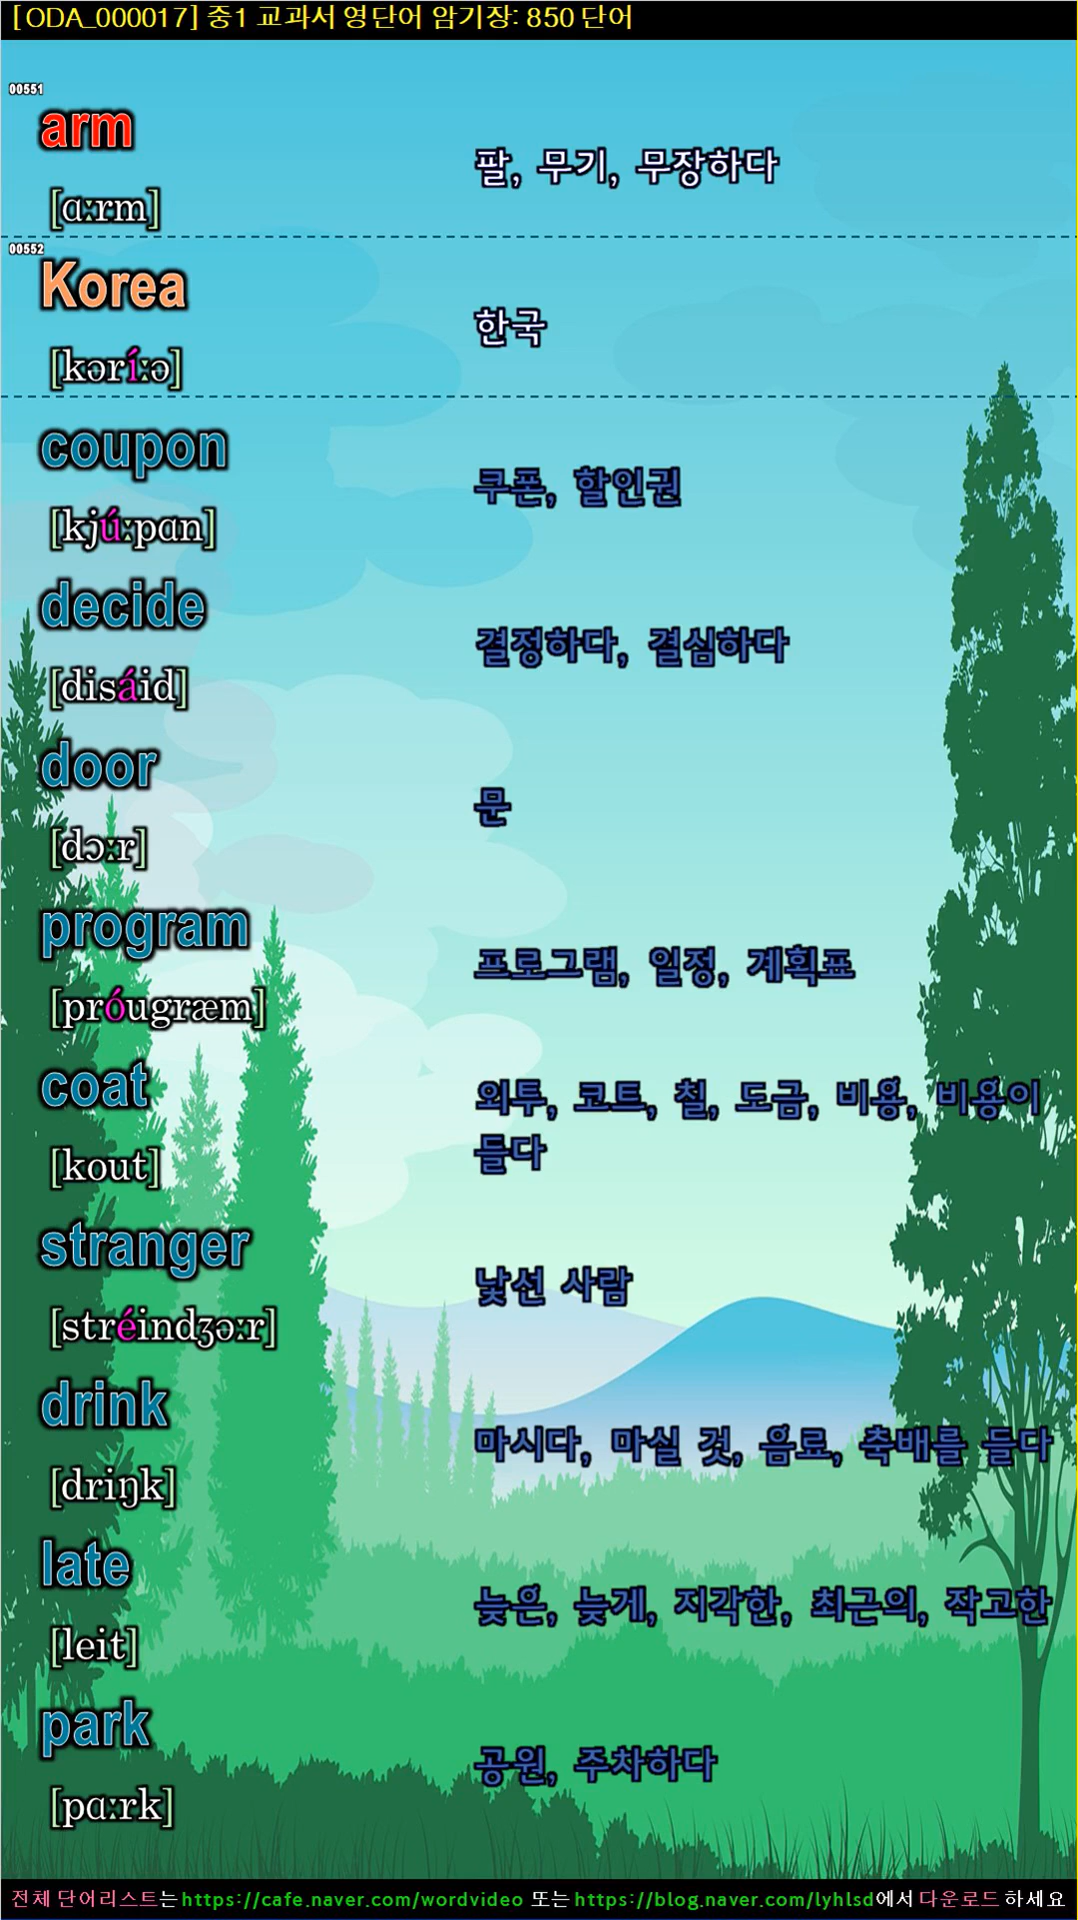 [ODA_000017] 중1 교과서 영단어 암기장: 850 단어
00551
arm
팔, 무기, 무장하다
[ɑːrm]
00552
Korea
한국
[kəríːə]
coupon
쿠폰, 할인권
[kjúːpɑn]
decide
결정하다, 결심하다
[disáid]
door
문
[dɔːr]
program
프로그램, 일정, 계획표
[próugræm]
coat
외투, 코트, 칠, 도금, 비용, 비용이
들다
[kout]
stranger
낯선 사람
[stréindʒəːr]
drink
마시다, 마실 것, 음료, 축배를 들다
[driŋk]
late
늦은, 늦게, 지각한, 최근의, 작고한
[leit]
park
공원, 주차하다
[pɑːrk]
전체 단어리스트는 https://cafe.naver.com/wordvideo 또는 https://blog.naver.com/lyhlsd에서 다운로드 하세요